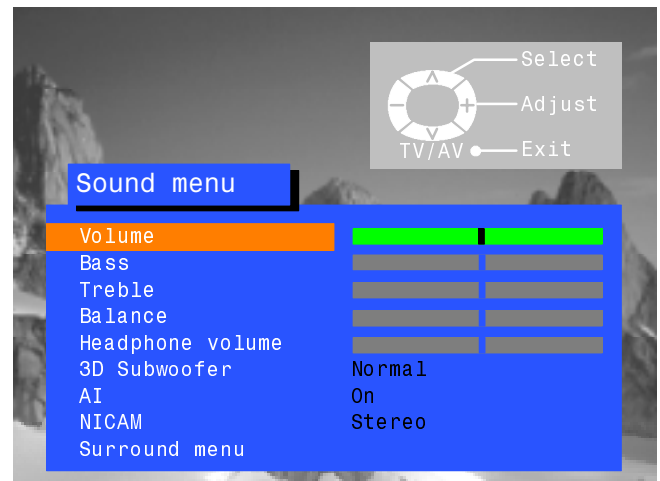 Select
Adjust
TV/AV Exit
Sound menu
Volume
Bass
Treble
Balance
Headphone volume
3D Subwoofer Normal
AI On
NICAM Stereo
Surround menu